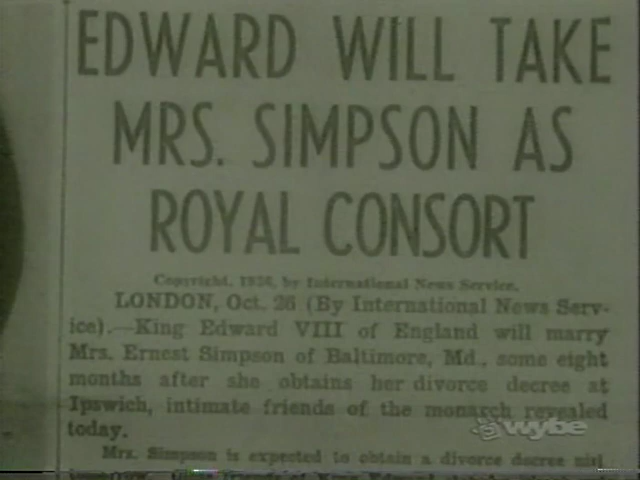 EDWARD WILL TAKE
MRS. SIMPSON AS
ROYAL CONSORT
Copyright, 1936, by International News Service.
LONDON, Oct. 26 (By International News Serv-
ice).—King Edward VIII of England will marry
Mrs. Ernest Simpson of Baltimore, Md., some eight
months after she obtains her divorce decree at
Ipswich, intimate friends of the monarch revealed
today.
Mrs. Simpson is expected to obtain a divorce decree nisi
wybe